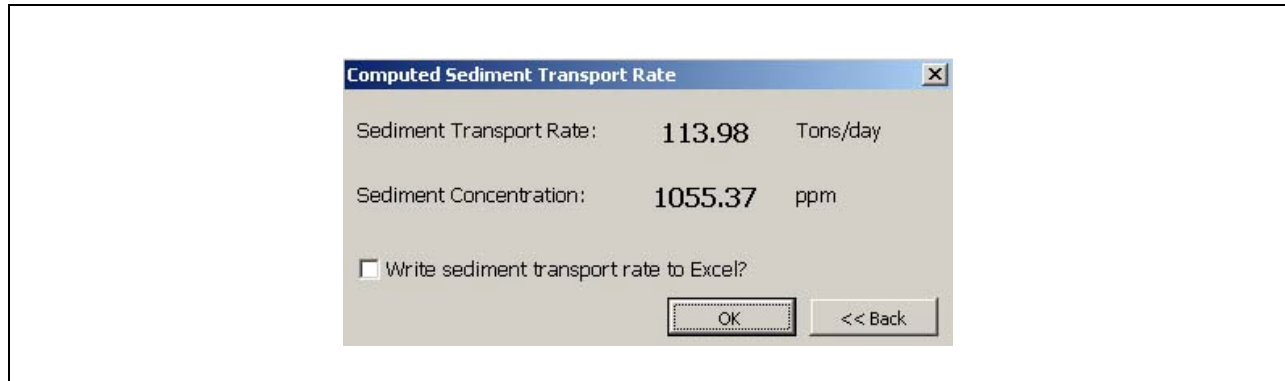 Computed Sediment Transport Rate
Sediment Transport Rate: 113.98 Tons/day
Sediment Concentration: 1055.37 ppm
Write sediment transport rate to Excel?
OK << Back